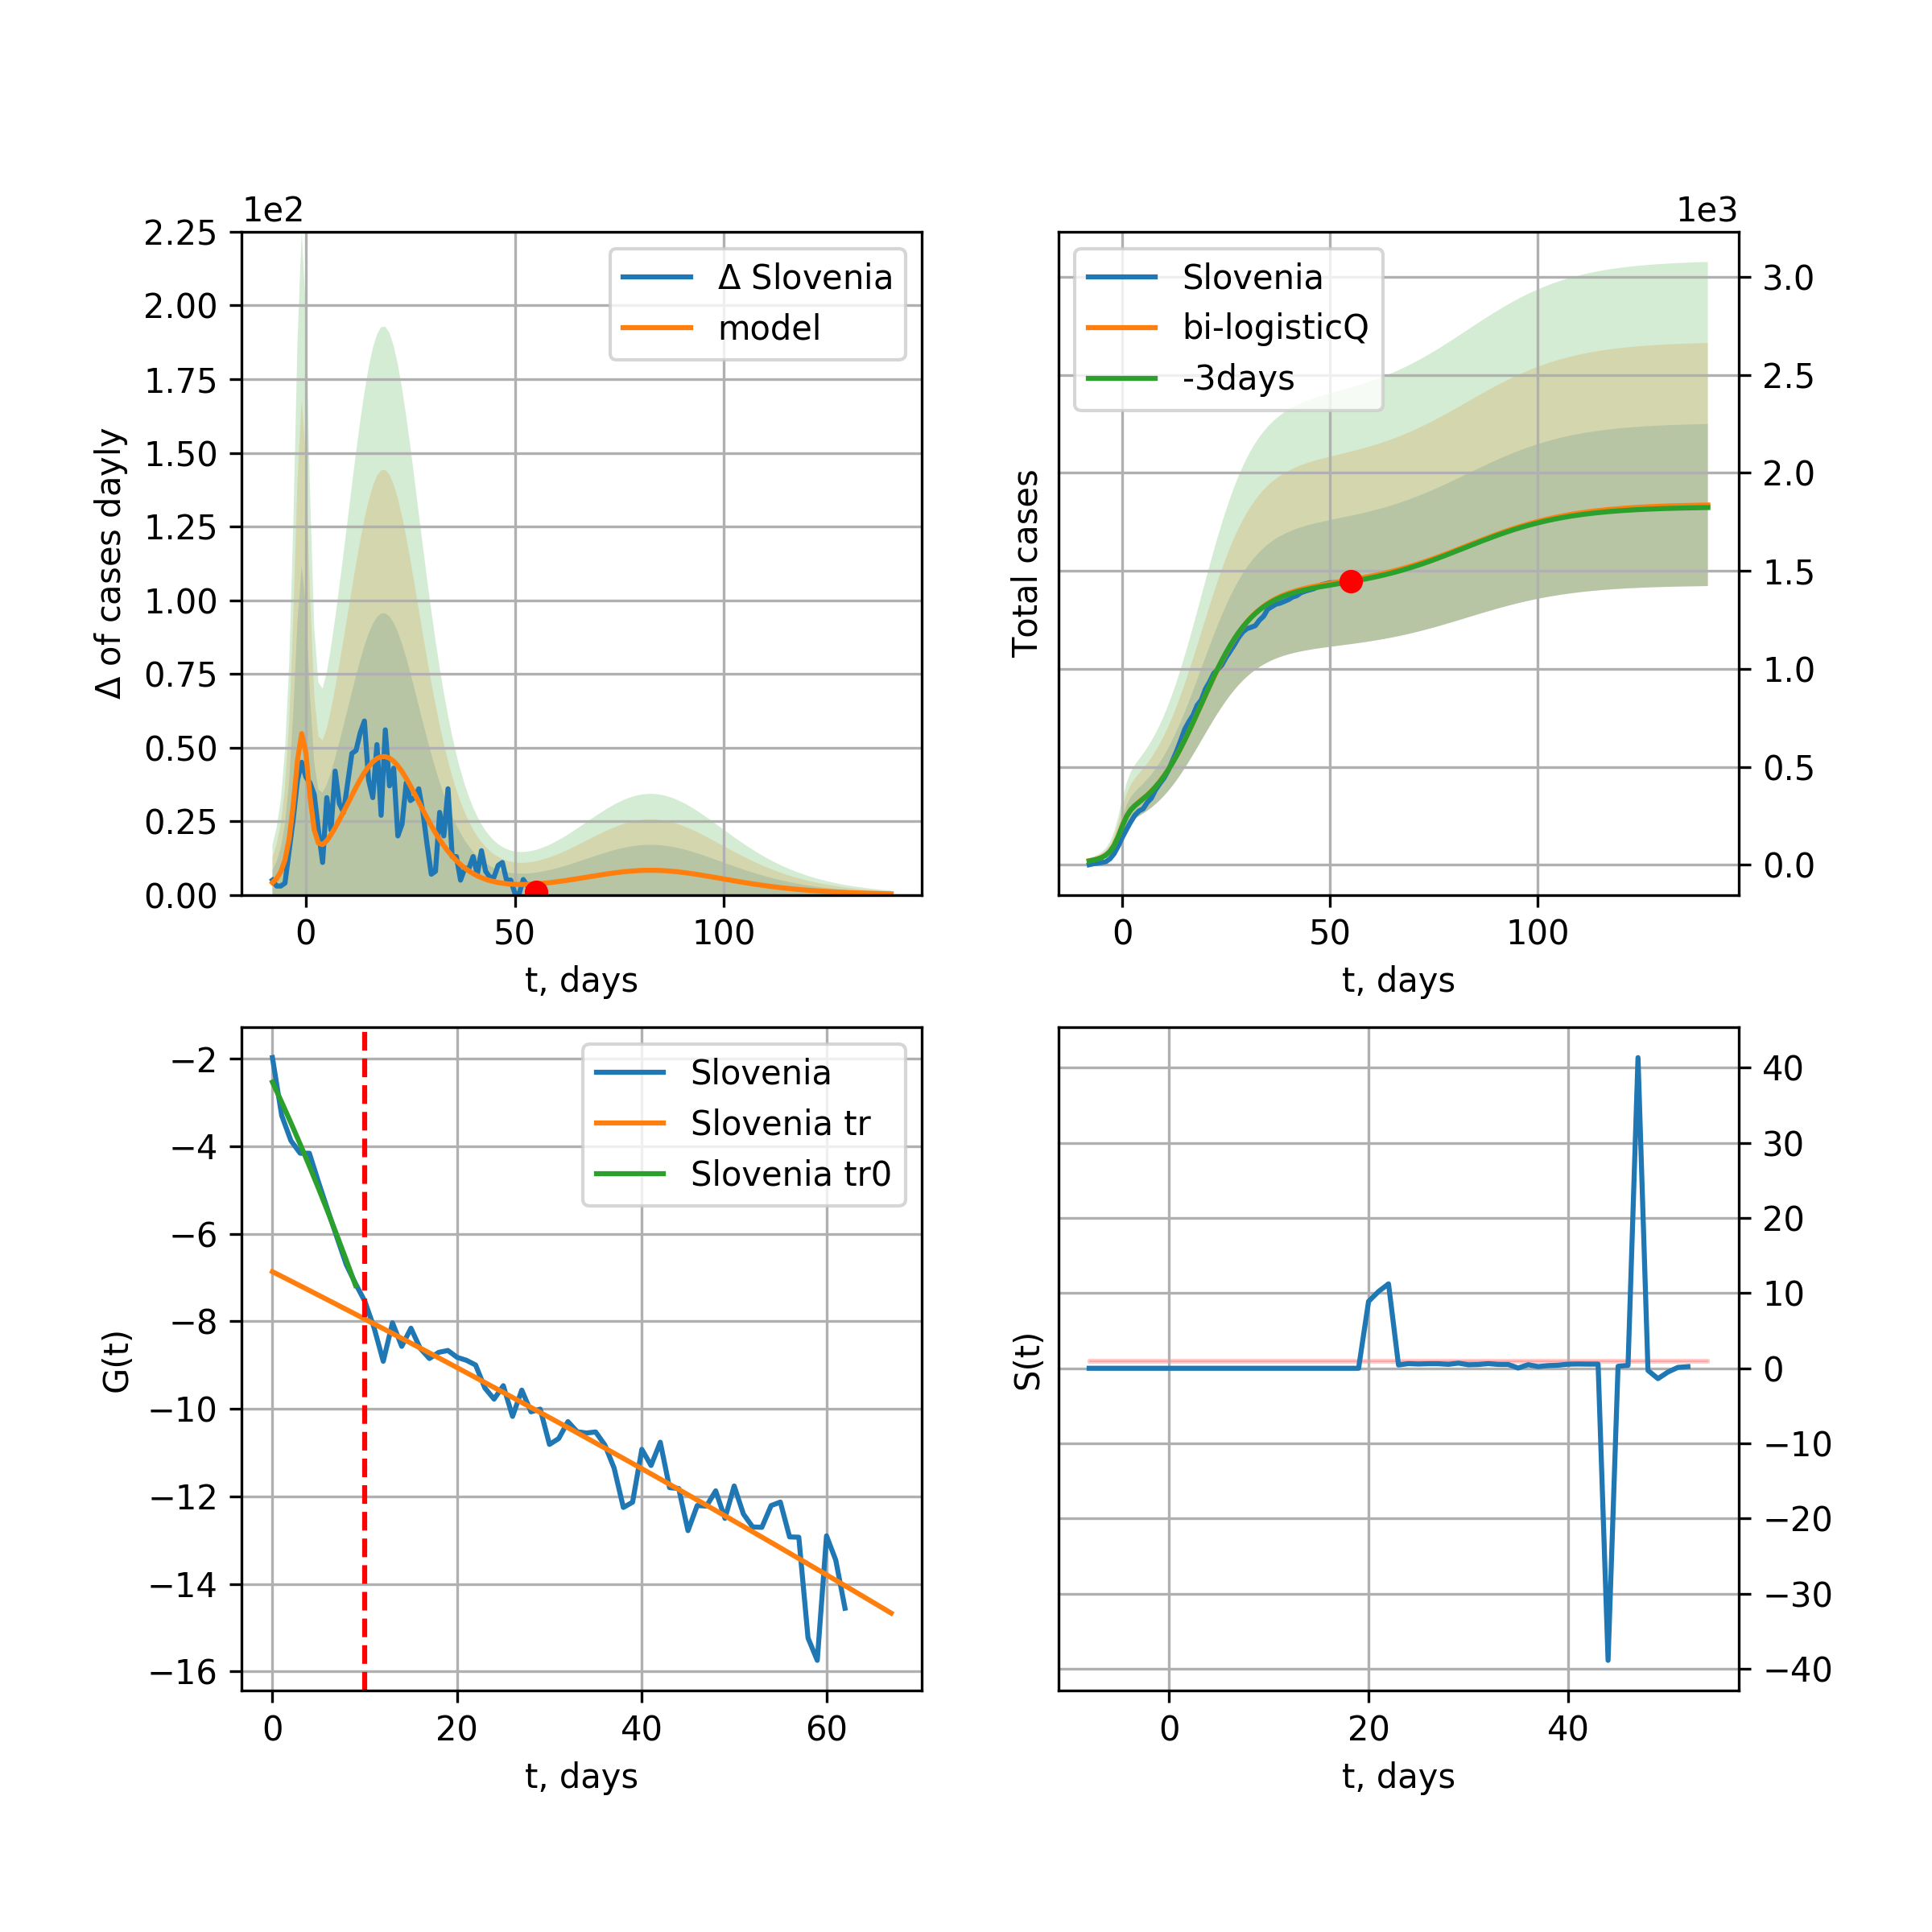 1e2
2.25
2.00
1.75
1.50
1.25
1.00
0.75
0.50
0.25
0.00
Δ of cases dayly
Δ Slovenia
model
0 50 100
t, days
1e3
Slovenia
bi-logisticQ
-3days
Total cases
3.0
2.5
2.0
1.5
1.0
0.5
0.0
0 50 100
t, days
−2
−4
−6
−8
−10
−12
−14
−16
G(t)
Slovenia
Slovenia tr
Slovenia tr0
0 20 40 60
t, days
S(t)
40
30
20
10
0
−10
−20
−30
−40
0 20 40
t, days